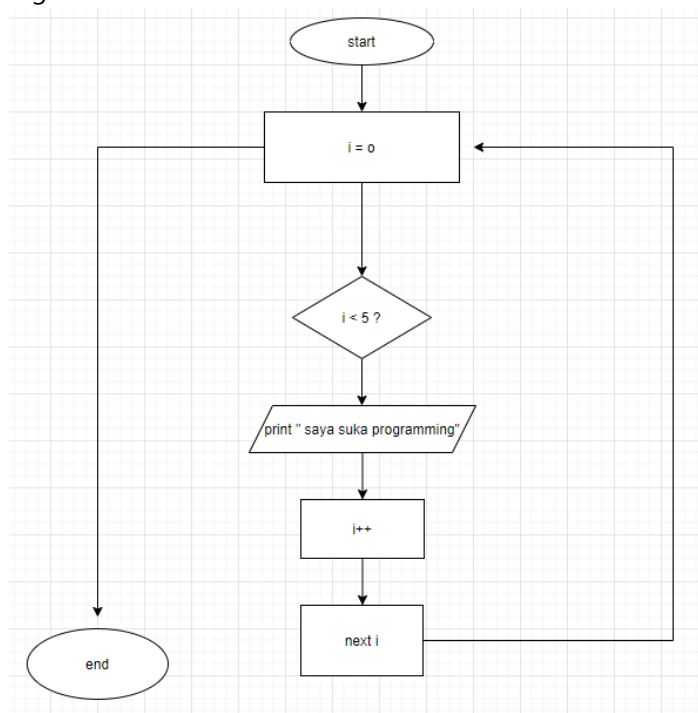 start
i = o
i < 5 ?
print " saya suka programming"
i++
next i
end